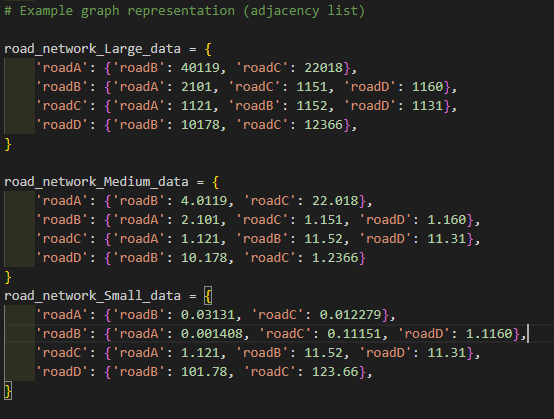 # Example graph representation (adjacency list)

road_network_Large_data = {
    'roadA': {'roadB': 40119, 'roadC': 22018},
    'roadB': {'roadA': 2101, 'roadC': 1151, 'roadD': 1160},
    'roadC': {'roadA': 1121, 'roadB': 1152, 'roadD': 1131},
    'roadD': {'roadB': 10178, 'roadC': 12366},
}

road_network_Medium_data = {
    'roadA': {'roadB': 4.0119, 'roadC': 22.018},
    'roadB': {'roadA': 2.101, 'roadC': 1.151, 'roadD': 1.160},
    'roadC': {'roadA': 1.121, 'roadB': 11.52, 'roadD': 11.31},
    'roadD': {'roadB': 10.178, 'roadC': 1.2366}
}
road_network_Small_data = {
    'roadA': {'roadB': 0.03131, 'roadC': 0.012279},
    'roadB': {'roadA': 0.001408, 'roadC': 0.11151, 'roadD': 1.1160},
    'roadC': {'roadA': 1.121, 'roadB': 11.52, 'roadD': 11.31},
    'roadD': {'roadB': 101.78, 'roadC': 123.66},
}